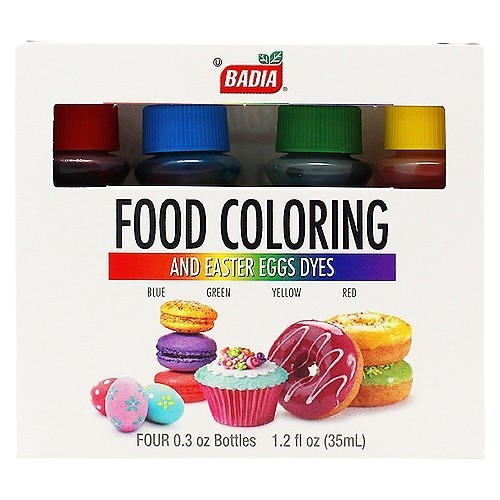 U
BADIA
®
FOOD COLORING
AND EASTER EGGS DYES
BLUE GREEN YELLOW RED
FOUR 0.3 oz Bottles 1.2 fl oz (35mL)